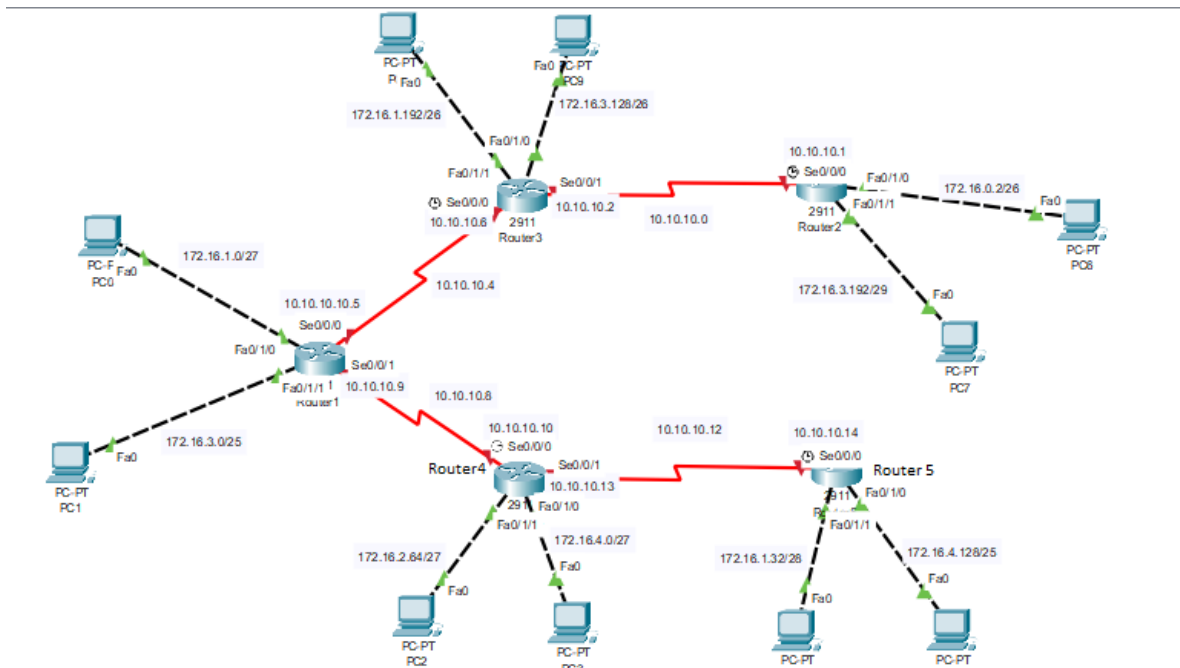 PC-PT
Fa0
172.16.1.192/26
Fa0
PC-PT
PC9
172.16.3.128/26
Fa0/1/0
Fa0/1/1
Se0/0/0
10.10.10.6
2911
Router3
Se0/0/1
10.10.10.2
10.10.10.0
10.10.10.1
Se0/0/0
Fa0/1/0
Fa0/1/1
2911
Router2
172.16.0.2/26
Fa0
PC-PT
172.16.3.192/29
Fa0
PC-PT
PC7
Fa0
PC0
172.16.1.0/27
10.10.10.4
10.10.10.10.5
Se0/0/0
Fa0/1/0
Se0/0/1
Fa0/1/1
10.10.10.9
172.16.3.0/25
Fa0
PC-PT
PC1
10.10.10.8
10.10.10.10
Se0/0/0
Router4
Se0/0/1
10.10.10.13
Fa0/1/0
Fa0/1/1
10.10.10.12
10.10.10.14
Se0/0/0
Router 5
2911
Fa0/1/0
Fa0/1/1
172.16.2.64/27
172.16.4.0/27
172.16.1.32/28
172.16.4.128/25
Fa0
Fa0
Fa0
Fa0
PC-PT
PC2
PC-PT
PC-PT
PC-PT